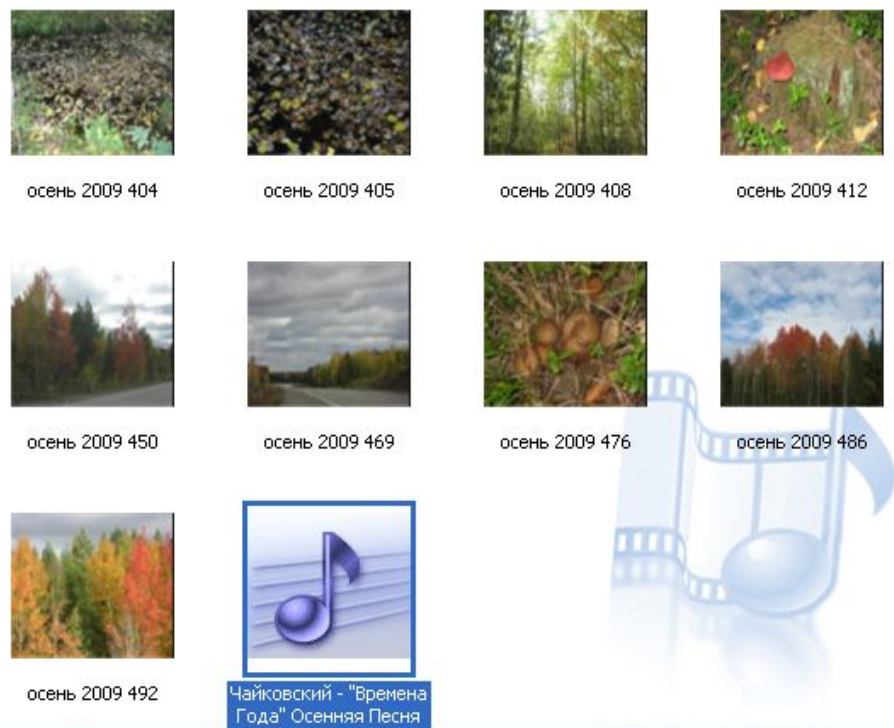 осень 2009 404
осень 2009 405
осень 2009 408
осень 2009 412
осень 2009 450
осень 2009 469
осень 2009 476
осень 2009 486
осень 2009 492
Чайковский - "Времена
Года" Осенняя Песня